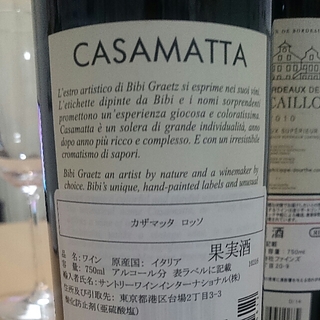 CASAMATTA
L'estro artistico di Bibi Graetz si esprime nei suoi vini.
L'etichette dipinte da Bibi e i nomi sorprendenti
promettono un'esperienza giocosa e coloratissima.
Casamatta è un solera di grande individualità, anno
dopo anno più ricco e complesso. E con un irresistibile
cromatismo di sapori.
Bibi Graetz an artist by nature and a winemaker by
choice. Bibi's unique, hand-painted labels and unusual
カザマッタ ロッソ
品名:ワイン 原産国:イタリア 果実酒
容量:750ml アルコール分 表ラベルに記載
輸入者氏名:サントリーワインインターナショナル(株)
住所及び引取先:東京都港区台場2丁目3-3
酸化防止剤(亜硫酸塩)
BORDEAUX DE
CAILLO
2010
750ml